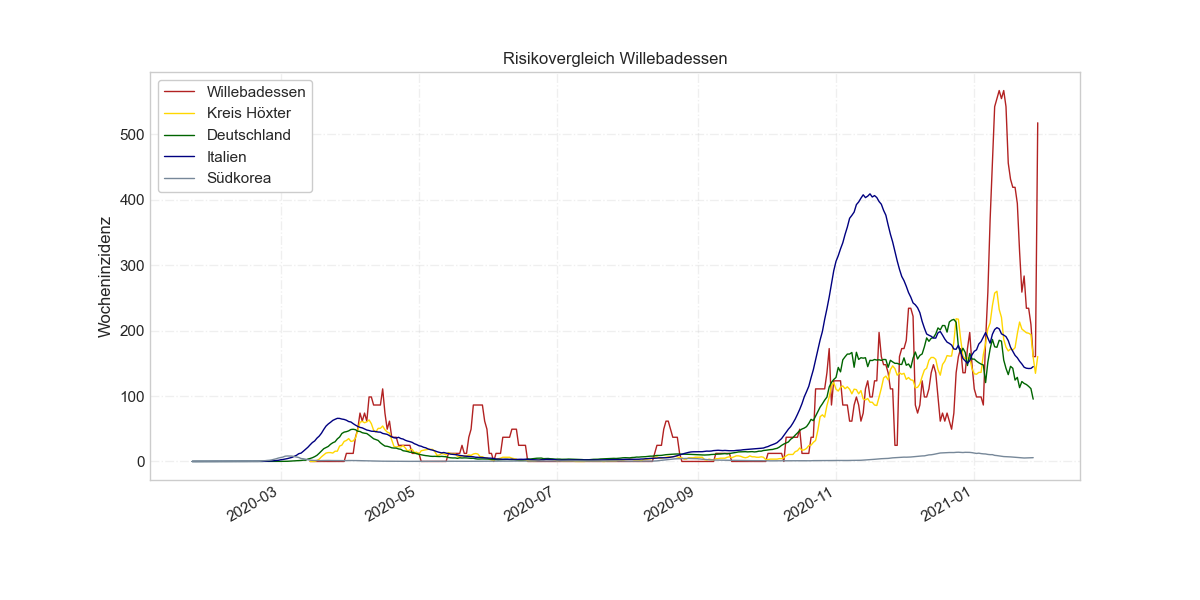 Risikovergleich Willebadessen
Willebadessen
Kreis Höxter
Deutschland
Italien
Südkorea
Wocheninzidenz
500
400
300
200
100
0
2020-03
2020-05
2020-07
2020-09
2020-11
2021-01